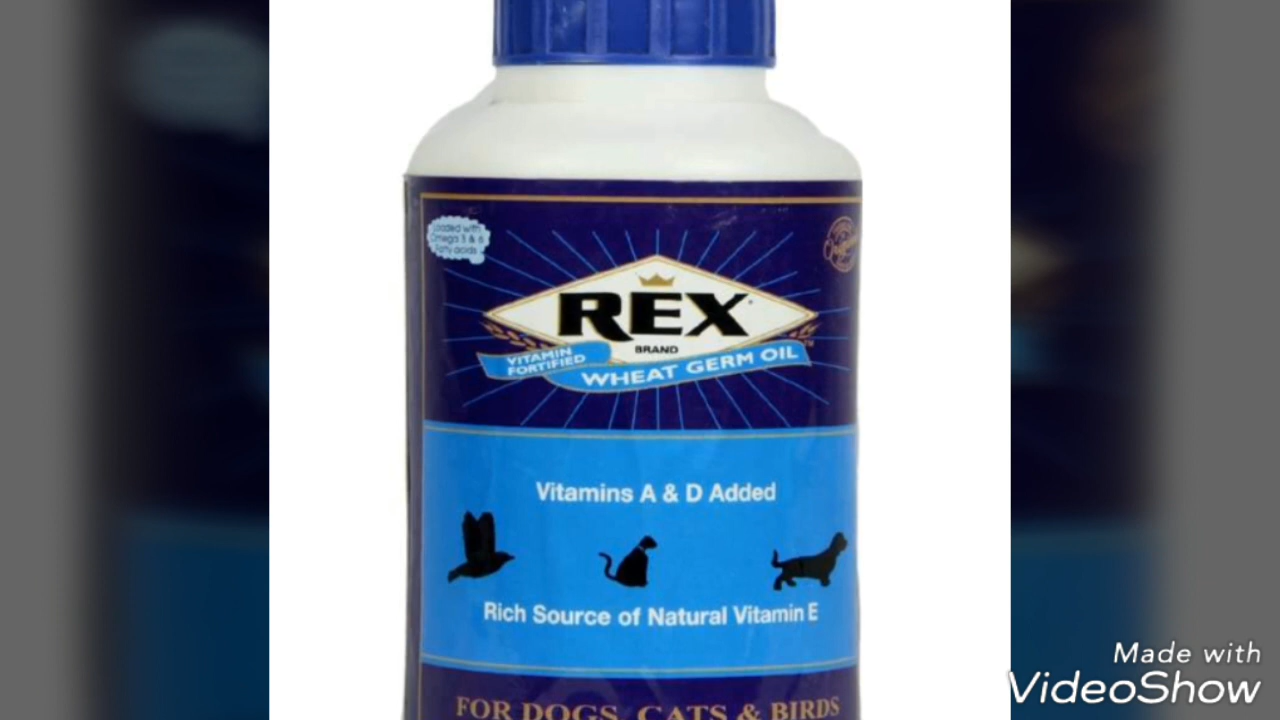 Loaded with
Omega 3 & 6
Fatty acids
REX
BRAND
VITAMIN
FORTIFIED
WHEAT GERM OIL
TM
Vitamins A & D Added
Rich Source of Natural Vitamin E
FOR DOGS, CATS & BIRDS
Made with
VideoShow